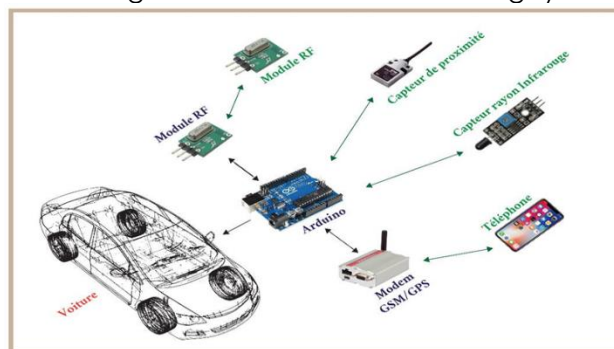 Module RF
Capteur de proximité
Module RF
Capteur rayon Infrarouge
Arduino
Téléphone
Modem
GSM/GPS
Voiture